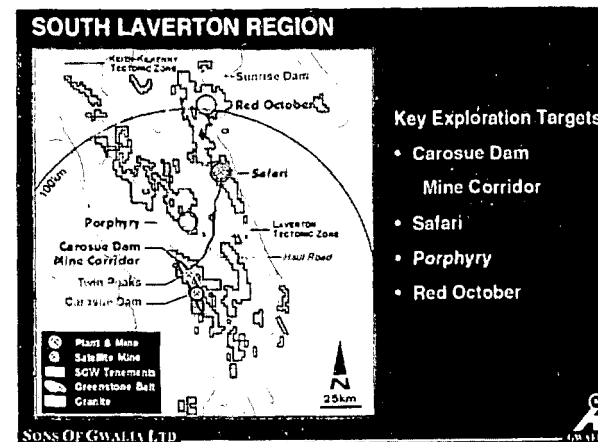 SOUTH LAVERTON REGION
KEITH-KILKENNY
TECTONIC ZONE
Sunrise Dam
Red October
100km
Safari
Porphyry
LAVERTON
TECTONIC ZONE
Carosue Dam
Mine Corridor
Haul Road
Twin Peaks
Carosue Dam
Plant & Mine
Satellite Mine
SGW Tenements
Greenstone Belt
Granite
N
25km
Key Exploration Targets
• Carosue Dam
Mine Corridor
• Safari
• Porphyry
• Red October
SONS OF GWALIA LTD